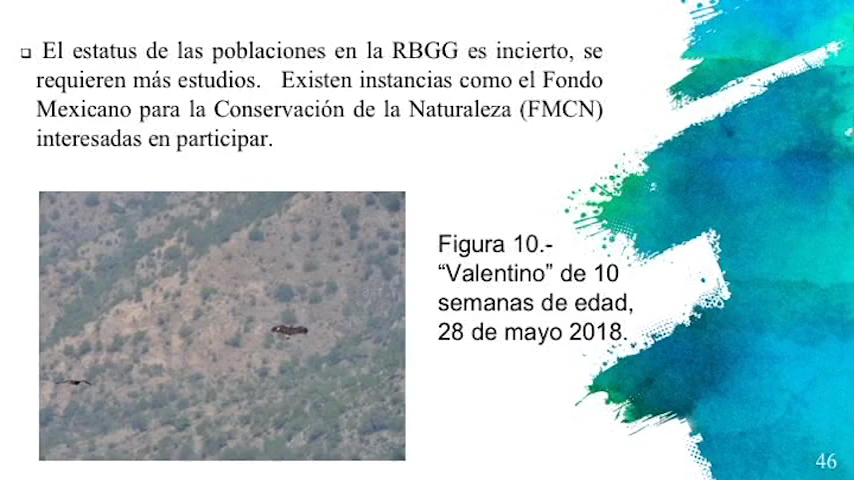 ❑ El estatus de las poblaciones en la RBGG es incierto, se
requieren más estudios. Existen instancias como el Fondo
Mexicano para la Conservación de la Naturaleza (FMCN)
interesadas en participar.
Figura 10.-
“Valentino” de 10
semanas de edad,
28 de mayo 2018.
46